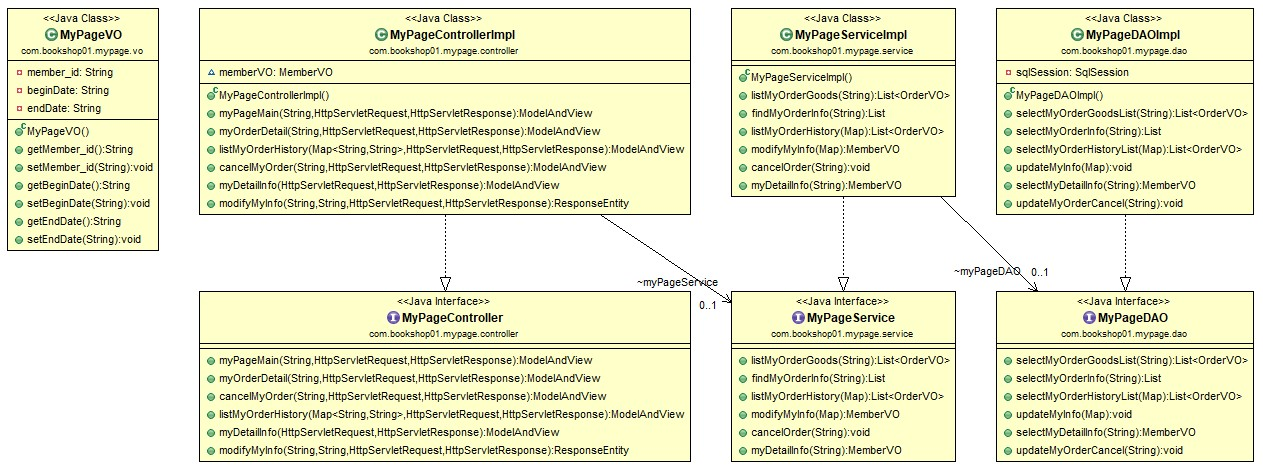 <<Java Class>>
MyPageVO
com.bookshop01.mypage.vo
member_id: String
beginDate: String
endDate: String
MyPageVO()
getMember_id():String
setMember_id(String):void
getBeginDate():String
setBeginDate(String):void
getEndDate():String
setEndDate(String):void
<<Java Class>>
MyPageControllerImpl
com.bookshop01.mypage.controller
memberVO: MemberVO
MyPageControllerImpl()
myPageMain(String,HttpServletRequest,HttpServletResponse):ModelAndView
myOrderDetail(String,HttpServletRequest,HttpServletResponse):ModelAndView
listMyOrderHistory(Map<String,String>,HttpServletRequest,HttpServletResponse):ModelAndView
cancelMyOrder(String,HttpServletRequest,HttpServletResponse):ModelAndView
myDetailInfo(HttpServletRequest,HttpServletResponse):ModelAndView
modifyMyInfo(String,String,HttpServletRequest,HttpServletResponse):ResponseEntity
<<Java Class>>
MyPageServiceImpl
com.bookshop01.mypage.service
MyPageServiceImpl()
listMyOrderGoods(String):List<OrderVO>
findMyOrderInfo(String):List
listMyOrderHistory(Map):List<OrderVO>
modifyMyInfo(Map):MemberVO
cancelOrder(String):void
myDetailInfo(String):MemberVO
<<Java Class>>
MyPageDAOImpl
com.bookshop01.mypage.dao
sqlSession: SqlSession
MyPageDAOImpl()
selectMyOrderGoodsList(String):List<OrderVO>
selectMyOrderInfo(String):List
selectMyOrderHistoryList(Map):List<OrderVO>
updateMyInfo(Map):void
selectMyDetailInfo(String):MemberVO
updateMyOrderCancel(String):void
~myPageService
0..1
~myPageDAO
0..1
<<Java Interface>>
MyPageController
com.bookshop01.mypage.controller
myPageMain(String,HttpServletRequest,HttpServletResponse):ModelAndView
myOrderDetail(String,HttpServletRequest,HttpServletResponse):ModelAndView
cancelMyOrder(String,HttpServletRequest,HttpServletResponse):ModelAndView
listMyOrderHistory(Map<String,String>,HttpServletRequest,HttpServletResponse):ModelAndView
myDetailInfo(HttpServletRequest,HttpServletResponse):ModelAndView
modifyMyInfo(String,String,HttpServletRequest,HttpServletResponse):ResponseEntity
<<Java Interface>>
MyPageService
com.bookshop01.mypage.service
listMyOrderGoods(String):List<OrderVO>
findMyOrderInfo(String):List
listMyOrderHistory(Map):List<OrderVO>
modifyMyInfo(Map):MemberVO
cancelOrder(String):void
myDetailInfo(String):MemberVO
<<Java Interface>>
MyPageDAO
com.bookshop01.mypage.dao
selectMyOrderGoodsList(String):List<OrderVO>
selectMyOrderInfo(String):List
selectMyOrderHistoryList(Map):List<OrderVO>
updateMyInfo(Map):void
selectMyDetailInfo(String):MemberVO
updateMyOrderCancel(String):void